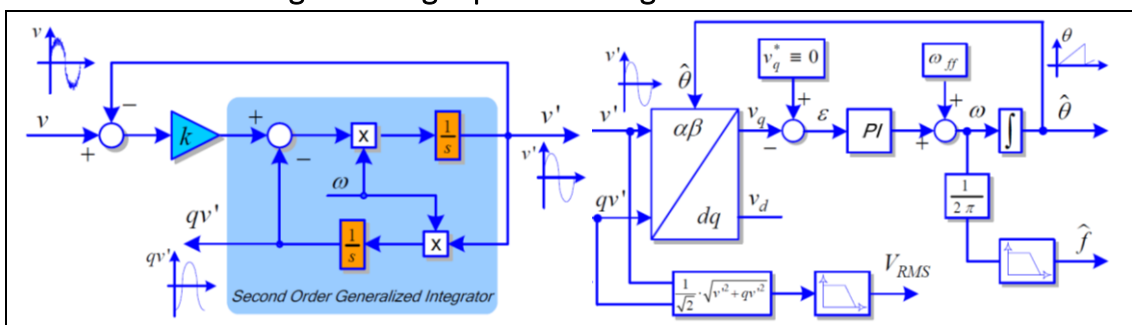 v
v
−
+
k
+
−
x
1/s
v'
v'
ω
qv'
1/s
x
qv'
Second Order Generalized Integrator
v'
v'
qv'
θ̂
αβ
dq
v_q
v_d
v_q^* ≡ 0
+
−
ε
PI
ω_ff
+
+
ω
∫
θ
θ̂
1/(2π)
f̂
1/√2 · √(v'² + qv'²)
V_RMS